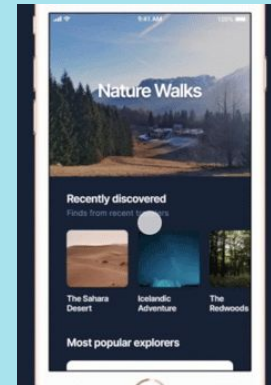 9:41 AM
100%
Nature Walks
Recently discovered
Finds from recent
The Sahara
Desert
Icelandic
Adventure
The
Redwoods
Most popular explorers